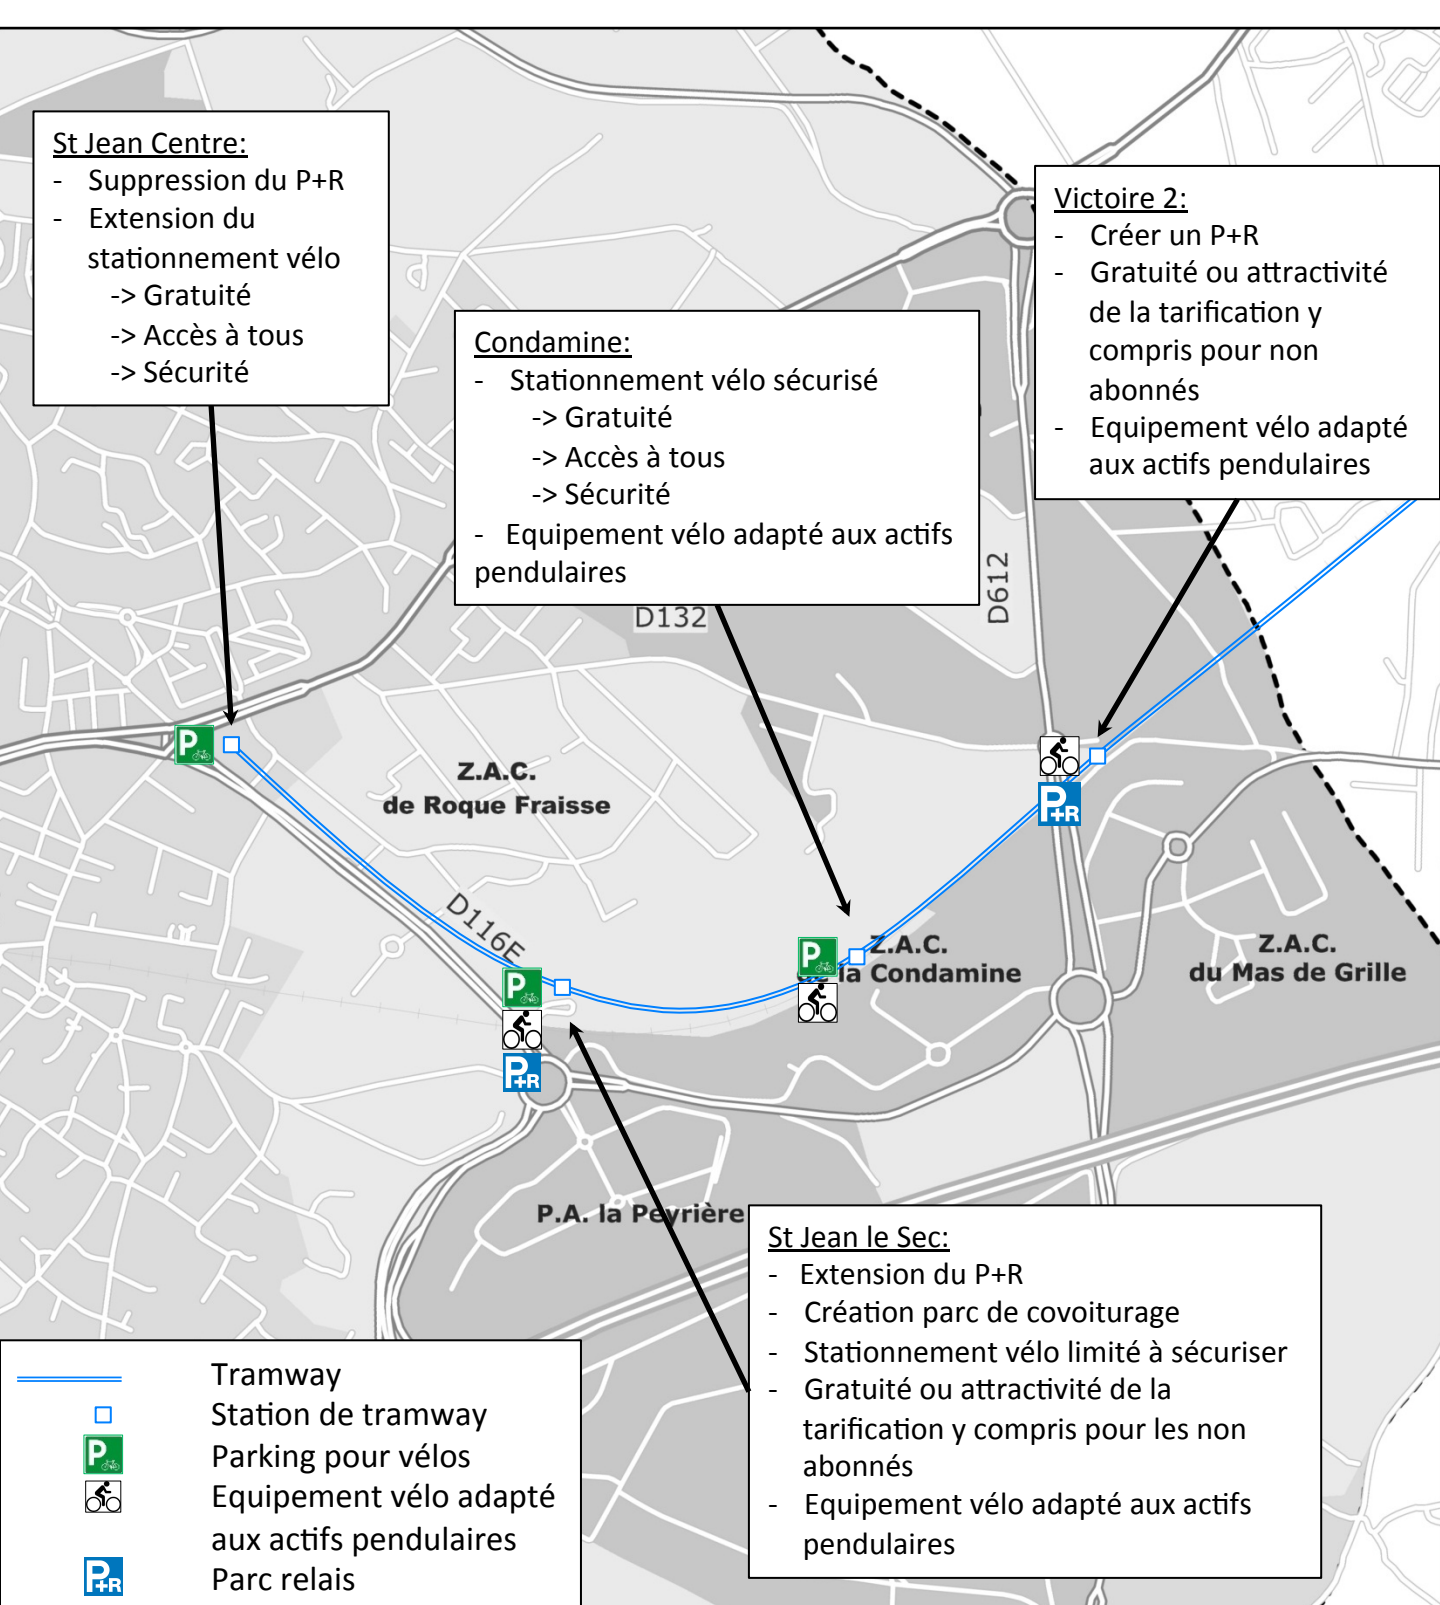 St Jean Centre:
- Suppression du P+R
- Extension du
stationnement vélo
-> Gratuité
-> Accès à tous
-> Sécurité
Victoire 2:
- Créer un P+R
- Gratuité ou attractivité
de la tarification y
compris pour non
abonnés
- Equipement vélo adapté
aux actifs pendulaires
Condamine:
- Stationnement vélo sécurisé
-> Gratuité
-> Accès à tous
-> Sécurité
- Equipement vélo adapté aux actifs
pendulaires
D612
D132
P
Z.A.C.
de Roque Fraisse
P+R
D116E
P
Z.A.C.
de la Condamine
Z.A.C.
du Mas de Grille
P
P+R
P.A. la Peyrière
St Jean le Sec:
- Extension du P+R
- Création parc de covoiturage
- Stationnement vélo limité à sécuriser
- Gratuité ou attractivité de la
tarification y compris pour les non
abonnés
- Equipement vélo adapté aux actifs
pendulaires
Tramway
Station de tramway
P Parking pour vélos
Equipement vélo adapté
aux actifs pendulaires
P+R Parc relais